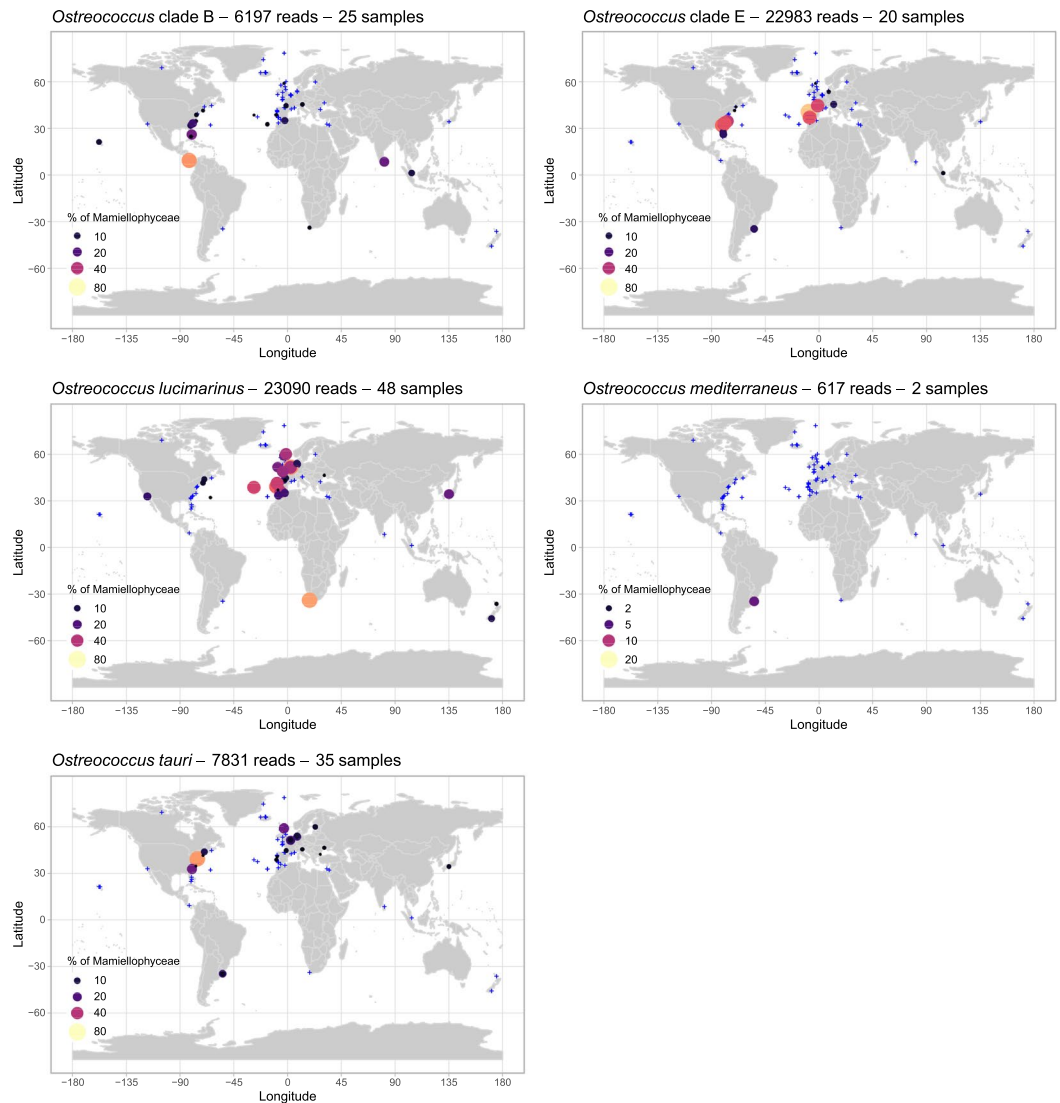 Ostreococcus clade B – 6197 reads – 25 samples
60
30
0
−30
−60
Latitude
% of Mamiellophyceae
10
20
40
80
−180 −135 −90 −45 0 45 90 135 180
Longitude
Ostreococcus clade E – 22983 reads – 20 samples
60
30
0
−30
−60
Latitude
% of Mamiellophyceae
10
20
40
80
−180 −135 −90 −45 0 45 90 135 180
Longitude
Ostreococcus lucimarinus – 23090 reads – 48 samples
60
30
0
−30
−60
Latitude
% of Mamiellophyceae
10
20
40
80
−180 −135 −90 −45 0 45 90 135 180
Longitude
Ostreococcus mediterraneus – 617 reads – 2 samples
60
30
0
−30
−60
Latitude
% of Mamiellophyceae
2
5
10
20
−180 −135 −90 −45 0 45 90 135 180
Longitude
Ostreococcus tauri – 7831 reads – 35 samples
60
30
0
−30
−60
Latitude
% of Mamiellophyceae
10
20
40
80
−180 −135 −90 −45 0 45 90 135 180
Longitude